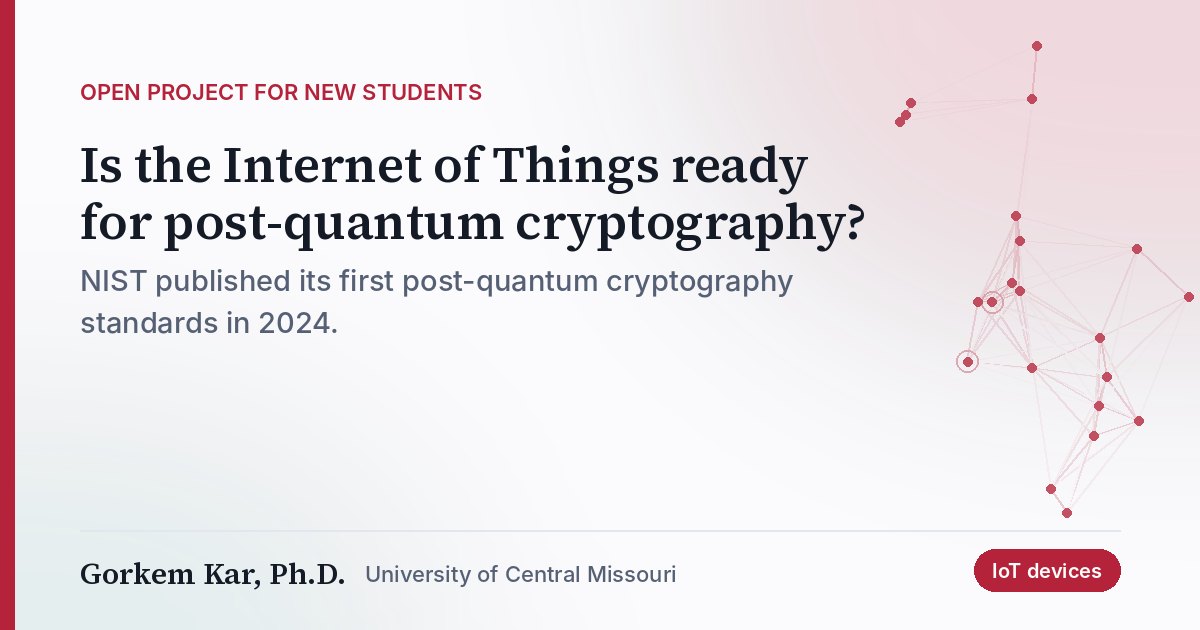 OPEN PROJECT FOR NEW STUDENTS
Is the Internet of Things ready
for post-quantum cryptography?
NIST published its first post-quantum cryptography
standards in 2024.
Gorkem Kar, Ph.D. University of Central Missouri
IoT devices